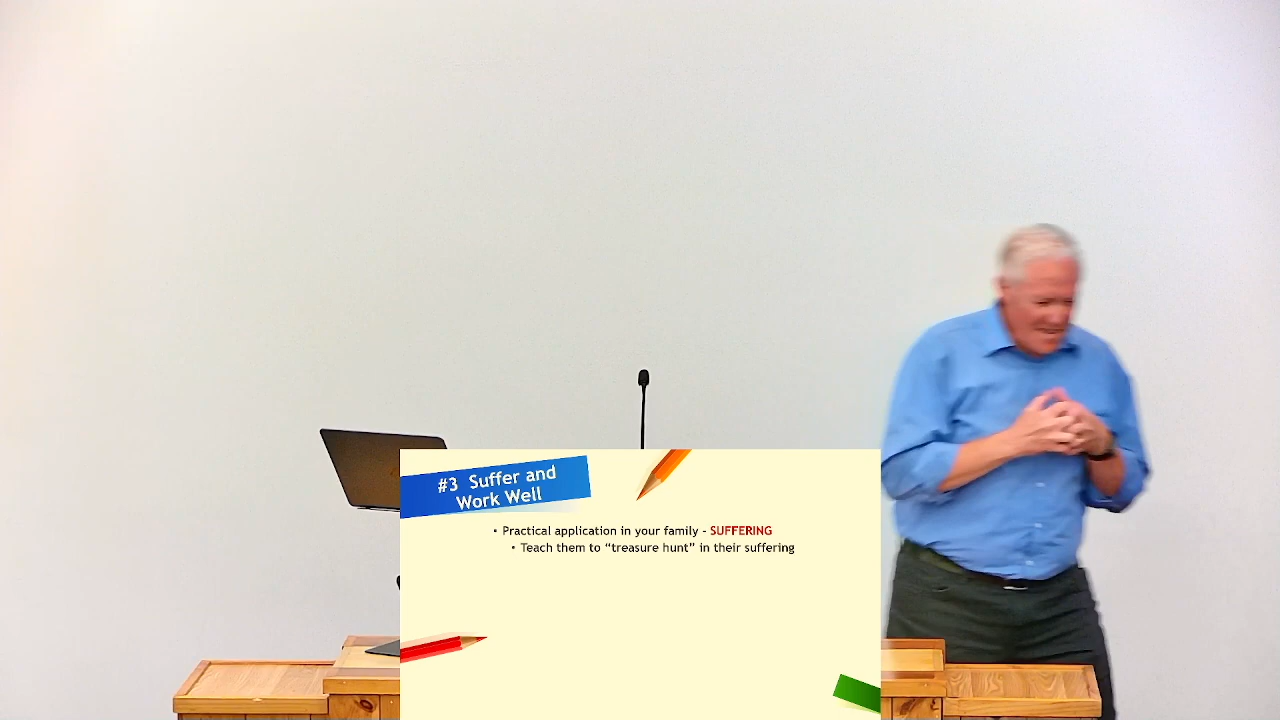 #3 Suffer and
Work Well
• Practical application in your family - SUFFERING
• Teach them to “treasure hunt” in their suffering